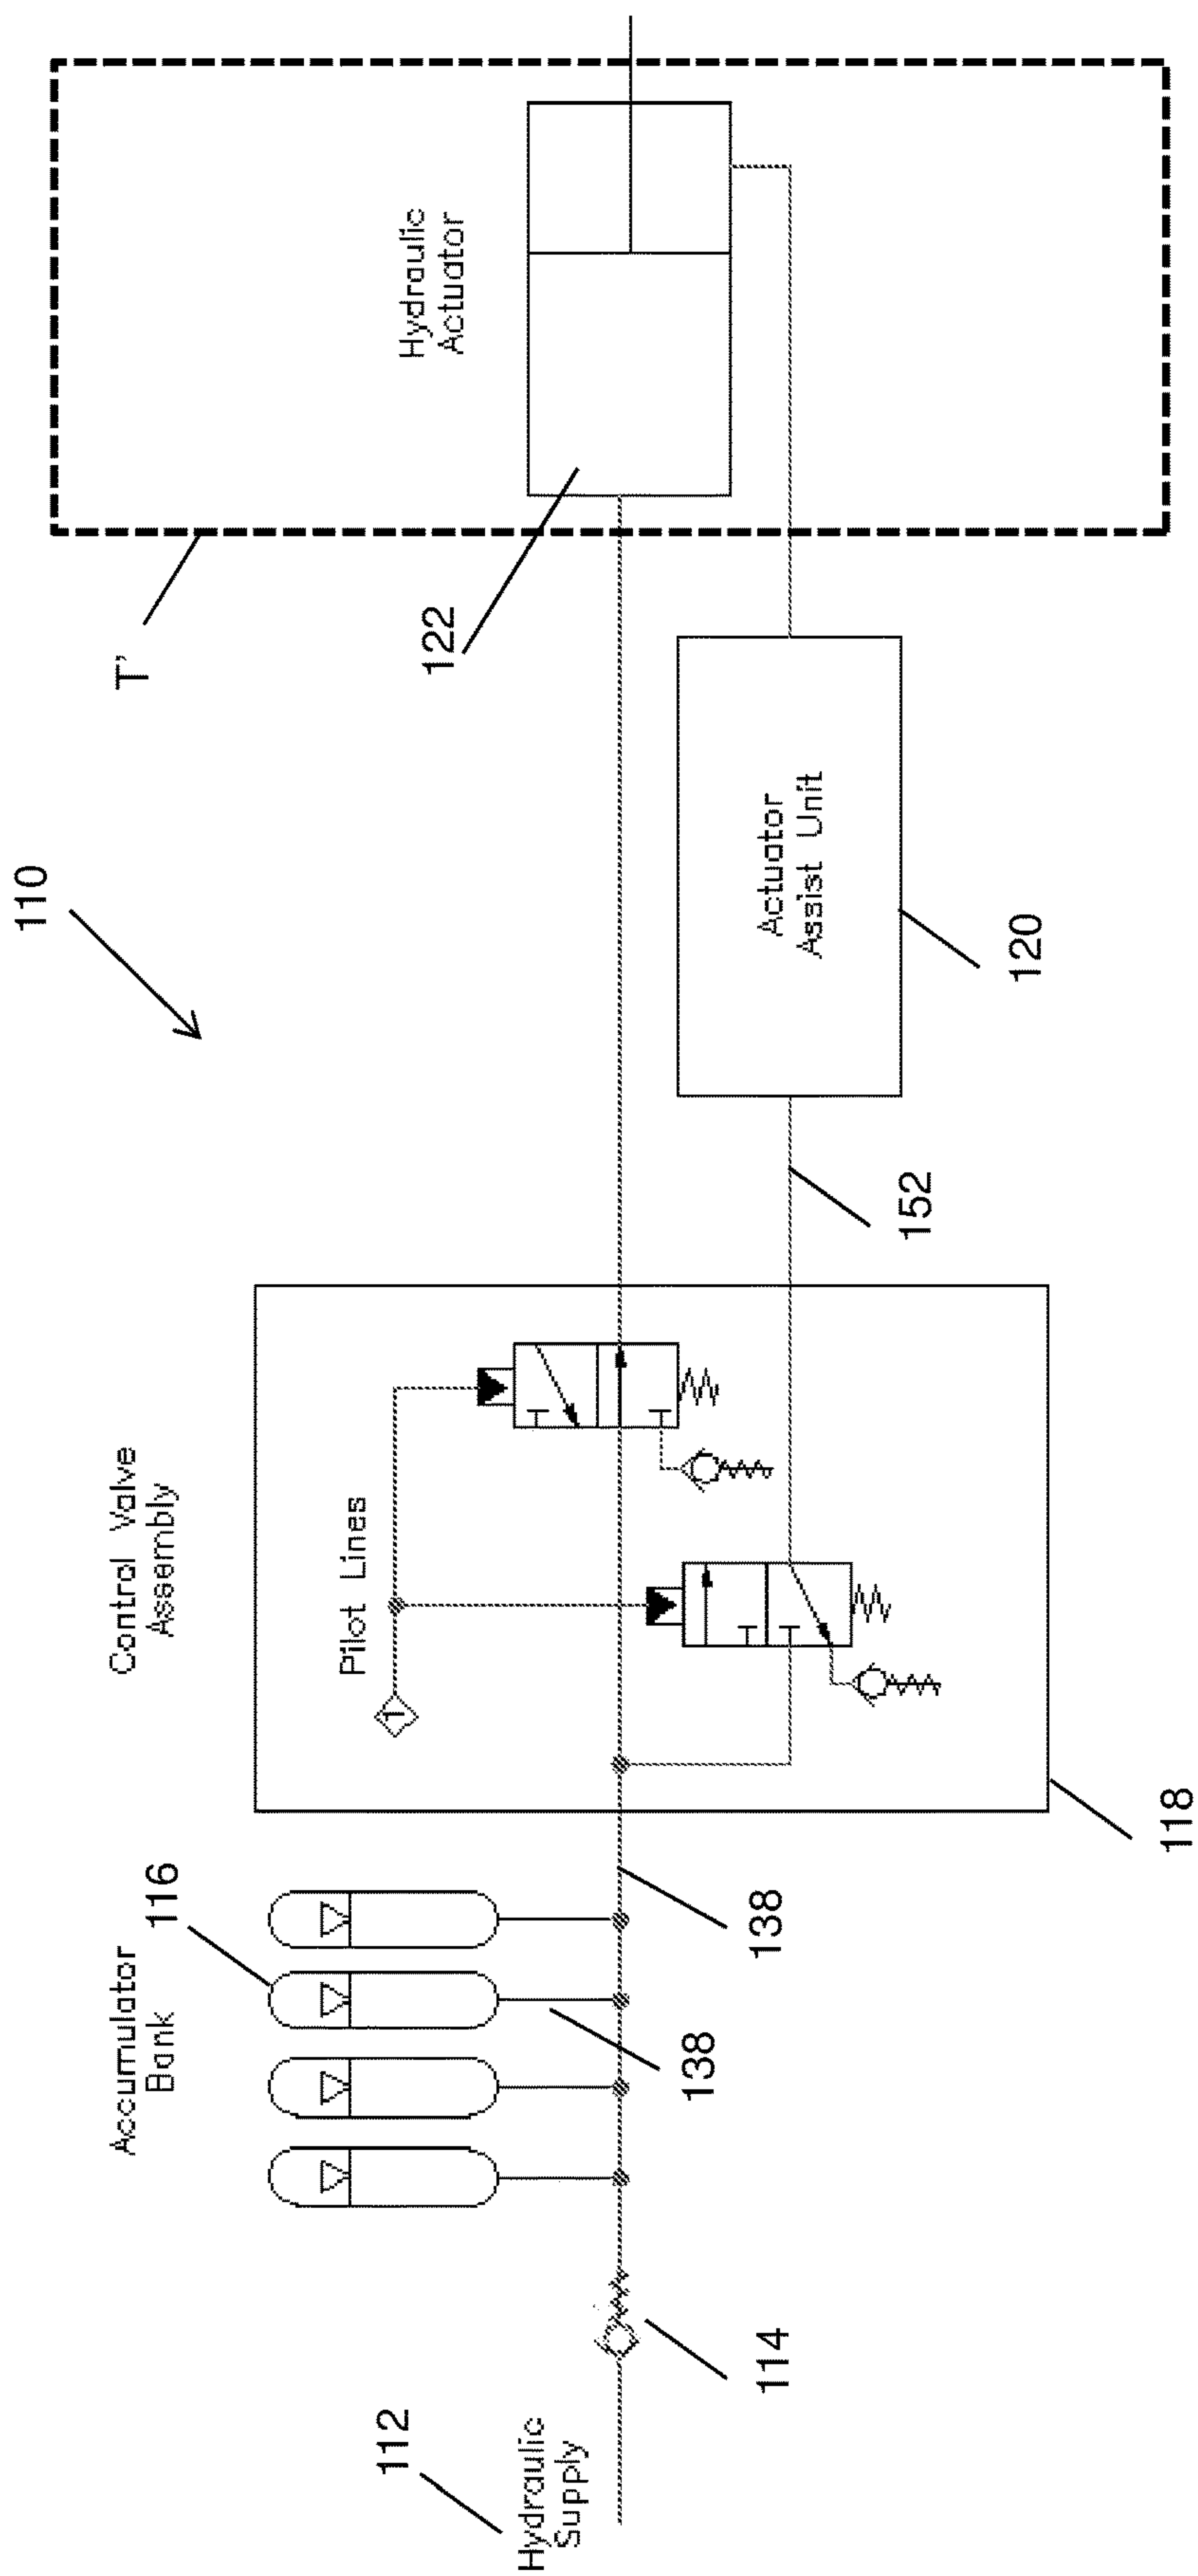 110
T'
Hydraulic
Actuator
122
Actuator
Assist Unit
120
152
Control Valve
Assembly
Pilot Lines
1
118
Accumulator
Bank
116
138
138
114
112
Hydraulic
Supply